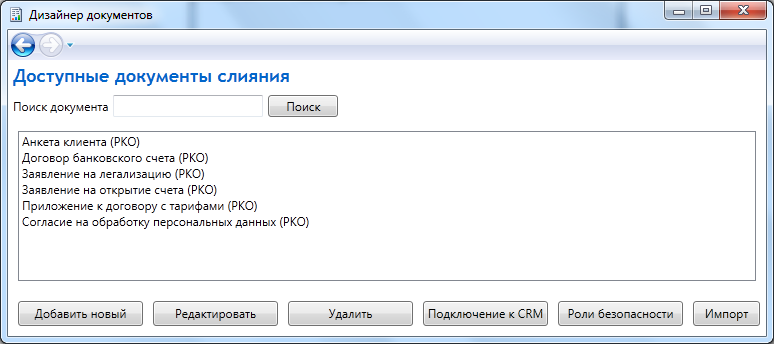 Дизайнер документов
Доступные документы слияния
Поиск документа Поиск
Анкета клиента (РКО)
Договор банковского счета (РКО)
Заявление на легализацию (РКО)
Заявление на открытие счета (РКО)
Приложение к договору с тарифами (РКО)
Согласие на обработку персональных данных (РКО)
Добавить новый Редактировать Удалить Подключение к CRM Роли безопасности Импорт